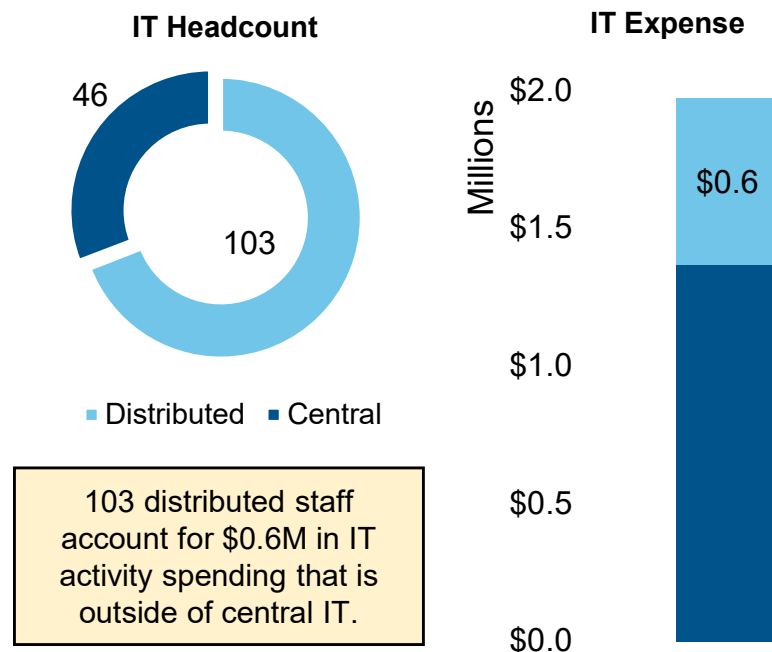 IT Headcount
46
103
Distributed
Central
103 distributed staff
account for $0.6M in IT
activity spending that is
outside of central IT.
IT Expense
Millions
$2.0
$1.5
$1.0
$0.5
$0.0
$0.6